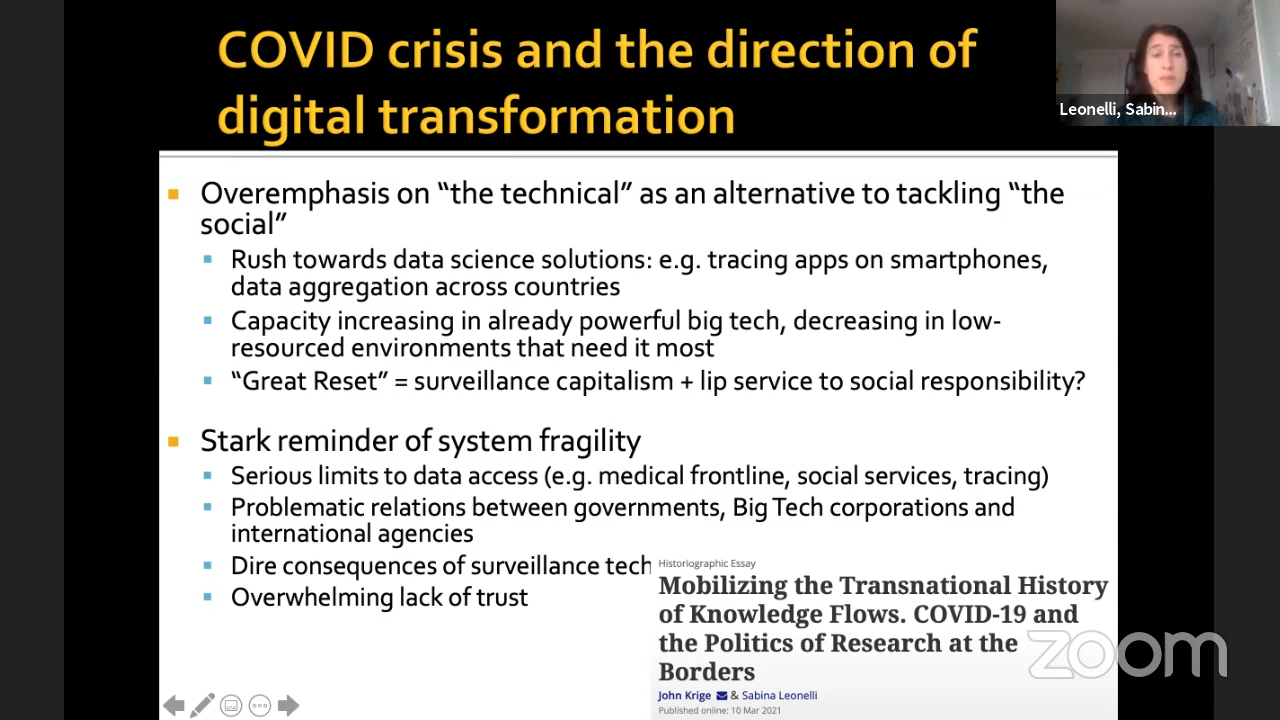 COVID crisis and the direction of
digital transformation
Leonelli, Sabin...
Overemphasis on “the technical” as an alternative to tackling “the
social”
Rush towards data science solutions: e.g. tracing apps on smartphones,
data aggregation across countries
Capacity increasing in already powerful big tech, decreasing in low-
resourced environments that need it most
“Great Reset” = surveillance capitalism + lip service to social responsibility?
Stark reminder of system fragility
Serious limits to data access (e.g. medical frontline, social services, tracing)
Problematic relations between governments, Big Tech corporations and
international agencies
Dire consequences of surveillance tech
Overwhelming lack of trust
Historiographic Essay
Mobilizing the Transnational History
of Knowledge Flows. COVID-19 and
the Politics of Research at the
Borders
John Krige & Sabina Leonelli
Published online: 10 Mar 2021
zoom